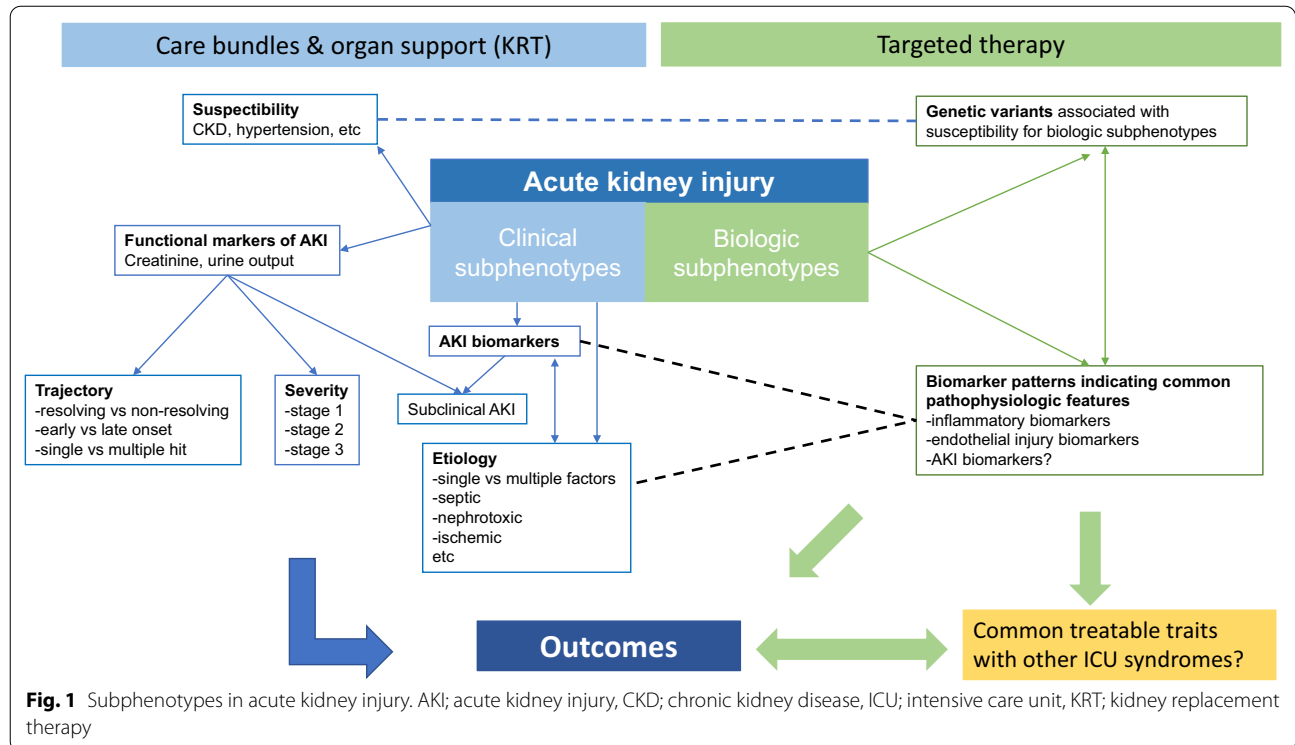 Care bundles & organ support (KRT)
Targeted therapy
Suspectibility
CKD, hypertension, etc
Genetic variants associated with
susceptibility for biologic subphenotypes
Acute kidney injury
Clinical
subphenotypes
Biologic
subphenotypes
Functional markers of AKI
Creatinine, urine output
AKI biomarkers
Trajectory
-resolving vs non-resolving
-early vs late onset
-single vs multiple hit
Severity
-stage 1
-stage 2
-stage 3
Subclinical AKI
Biomarker patterns indicating common
pathophysiologic features
-inflammatory biomarkers
-endothelial injury biomarkers
-AKI biomarkers?
Etiology
-single vs multiple factors
-septic
-nephrotoxic
-ischemic
etc
Outcomes
Common treatable traits
with other ICU syndromes?
Fig. 1 Subphenotypes in acute kidney injury. AKI; acute kidney injury, CKD; chronic kidney disease, ICU; intensive care unit, KRT; kidney replacement
therapy